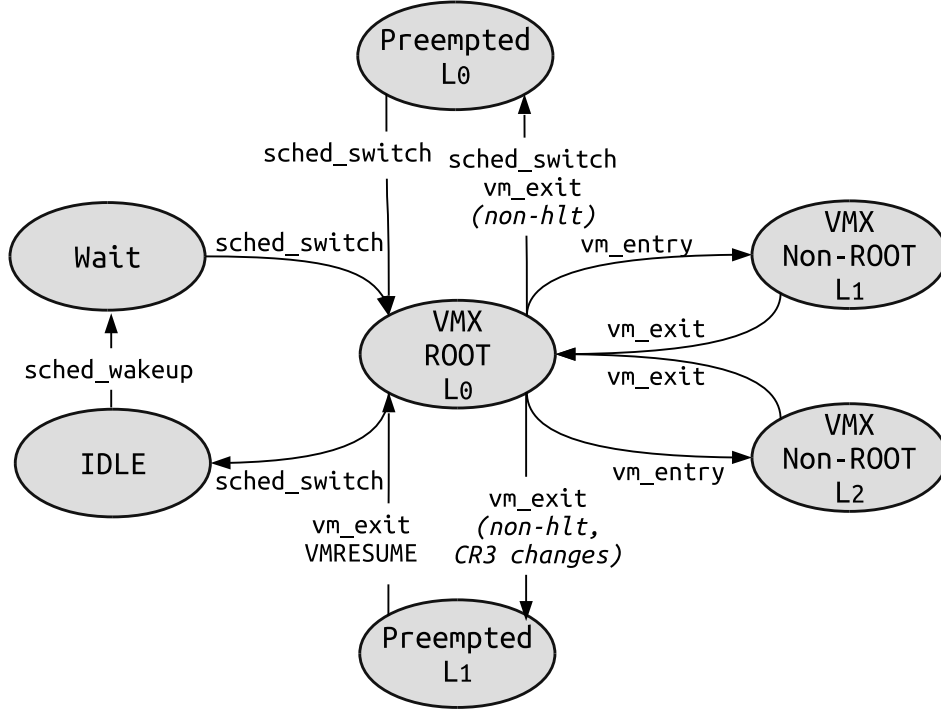 Preempted
L0
sched_switch
sched_switch
vm_exit
(non-hlt)
Wait
sched_switch
vm_entry
VMX
Non-ROOT
L1
VMX
ROOT
L0
vm_exit
vm_exit
sched_wakeup
IDLE
sched_switch
vm_entry
VMX
Non-ROOT
L2
vm_exit
VMRESUME
vm_exit
(non-hlt,
CR3 changes)
Preempted
L1